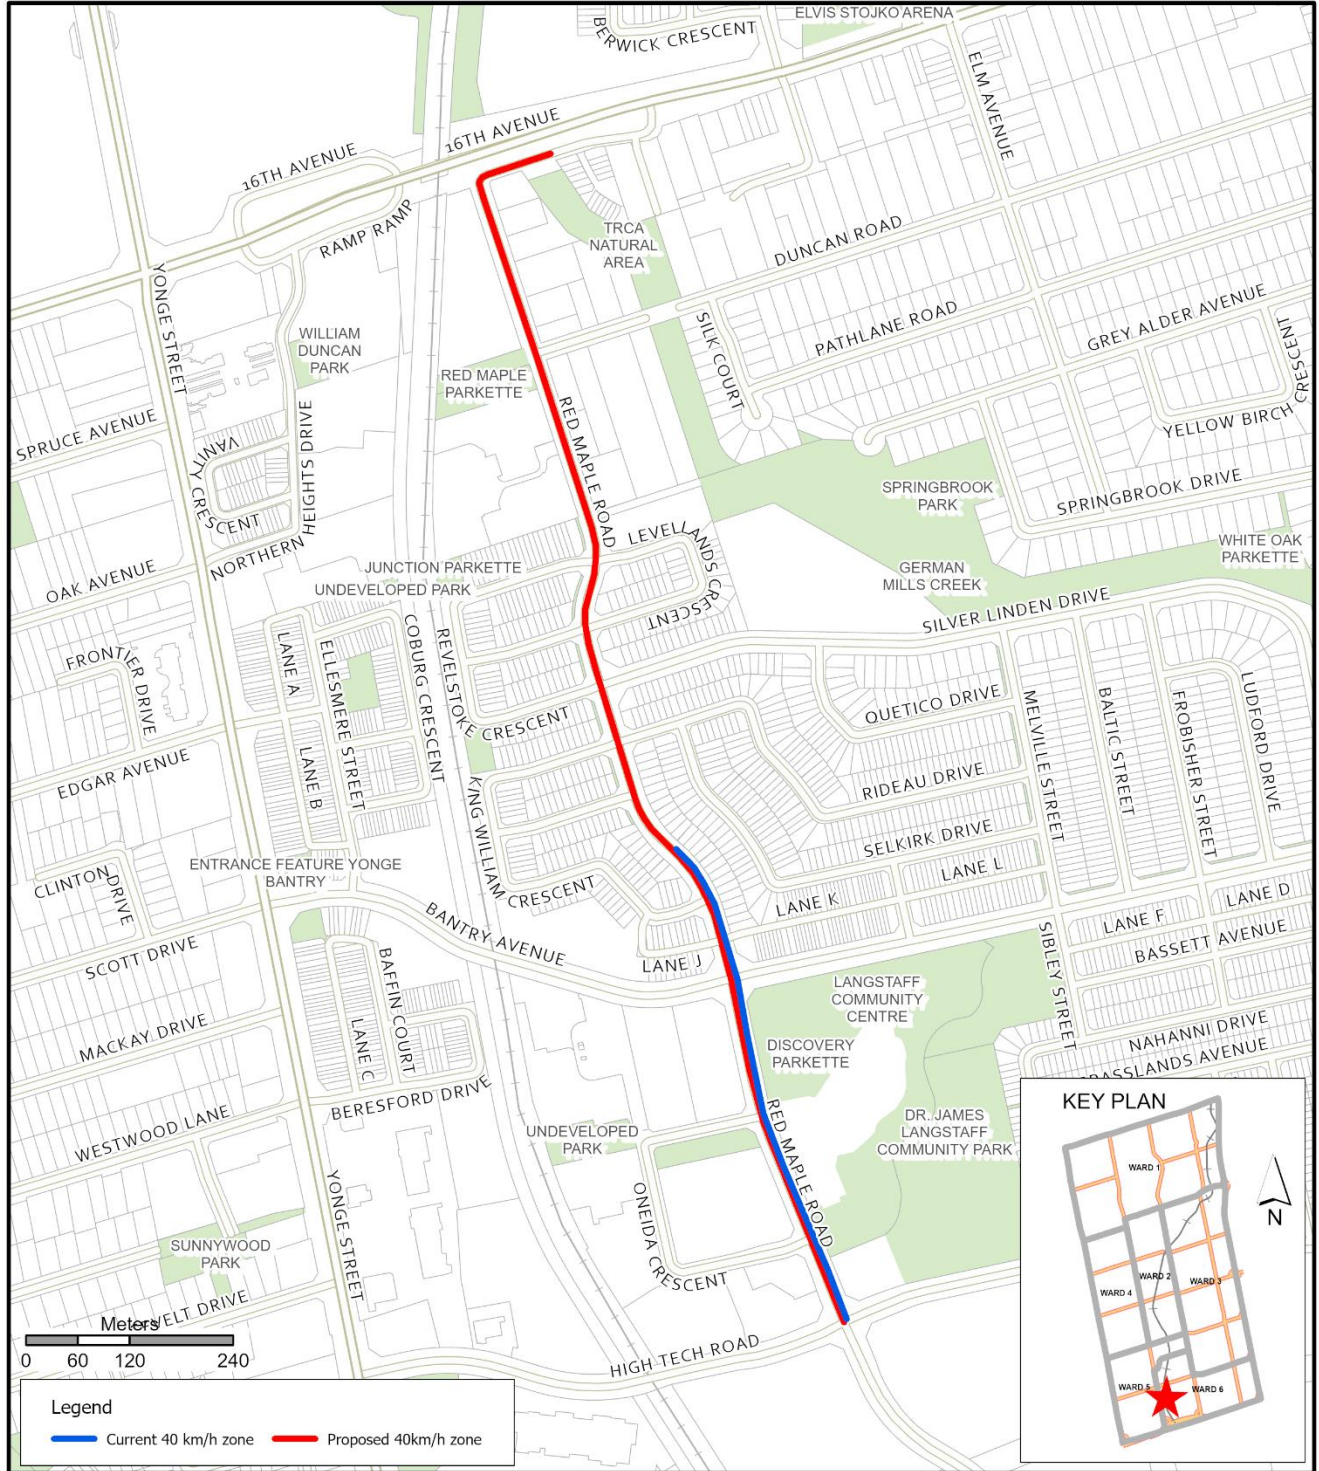 ELVIS STOJKO ARENA
BERWICK CRESCENT
ELM AVENUE
16TH AVENUE
16TH AVENUE
RAMP RAMP
TRCA
NATURAL
AREA
DUNCAN ROAD
YONGE STREET
SILK COURT
PATHLANE ROAD
GREY ALDER AVENUE
CRESCENT
YELLOW BIRCH
WILLIAM
DUNCAN
PARK
RED MAPLE
PARKETTE
RED MAPLE ROAD
SPRUCE AVENUE
VANITY CRESCENT
HEIGHTS DRIVE
NORTHERN
SPRINGBROOK
PARK
SPRINGBROOK DRIVE
WHITE OAK
PARKETTE
LEVELLANDS CRESCENT
GERMAN
MILLS CREEK
JUNCTION PARKETTE
UNDEVELOPED PARK
OAK AVENUE
SILVER LINDEN DRIVE
LANE A
ELLESMERE STREET
COBURG CRESCENT
REVELSTOKE CRESCENT
FRONTIER DRIVE
QUETICO DRIVE
MELVILLE STREET
BALTIC STREET
FROBISHER STREET
LUDFORD DRIVE
EDGAR AVENUE
LANE B
KING WILLIAM
CRESCENT
RIDEAU DRIVE
SELKIRK DRIVE
LANE L
LANE K
ENTRANCE FEATURE YONGE
BANTRY
CLINTON
DRIVE
LANE D
LANE F
BASSETT AVENUE
BANTRY AVENUE
SCOTT DRIVE
LANE J
SIBLEY STREET
BAFFIN COURT
LANE C
LANGSTAFF
COMMUNITY
CENTRE
MACKAY DRIVE
NAHANNI DRIVE
DISCOVERY
PARKETTE
GRASSLANDS AVENUE
BERESFORD DRIVE
WESTWOOD LANE
UNDEVELOPED
PARK
RED MAPLE ROAD
DR. JAMES
LANGSTAFF
COMMUNITY PARK
YONGE STREET
ONEIDA CRESCENT
SUNNYWOOD
PARK
VELT DRIVE
HIGH TECH ROAD
Meters
0 60 120 240
Legend
Current 40 km/h zone Proposed 40km/h zone
KEY PLAN
WARD 1
N
WARD 2
WARD 3
WARD 4
WARD 5
WARD 6